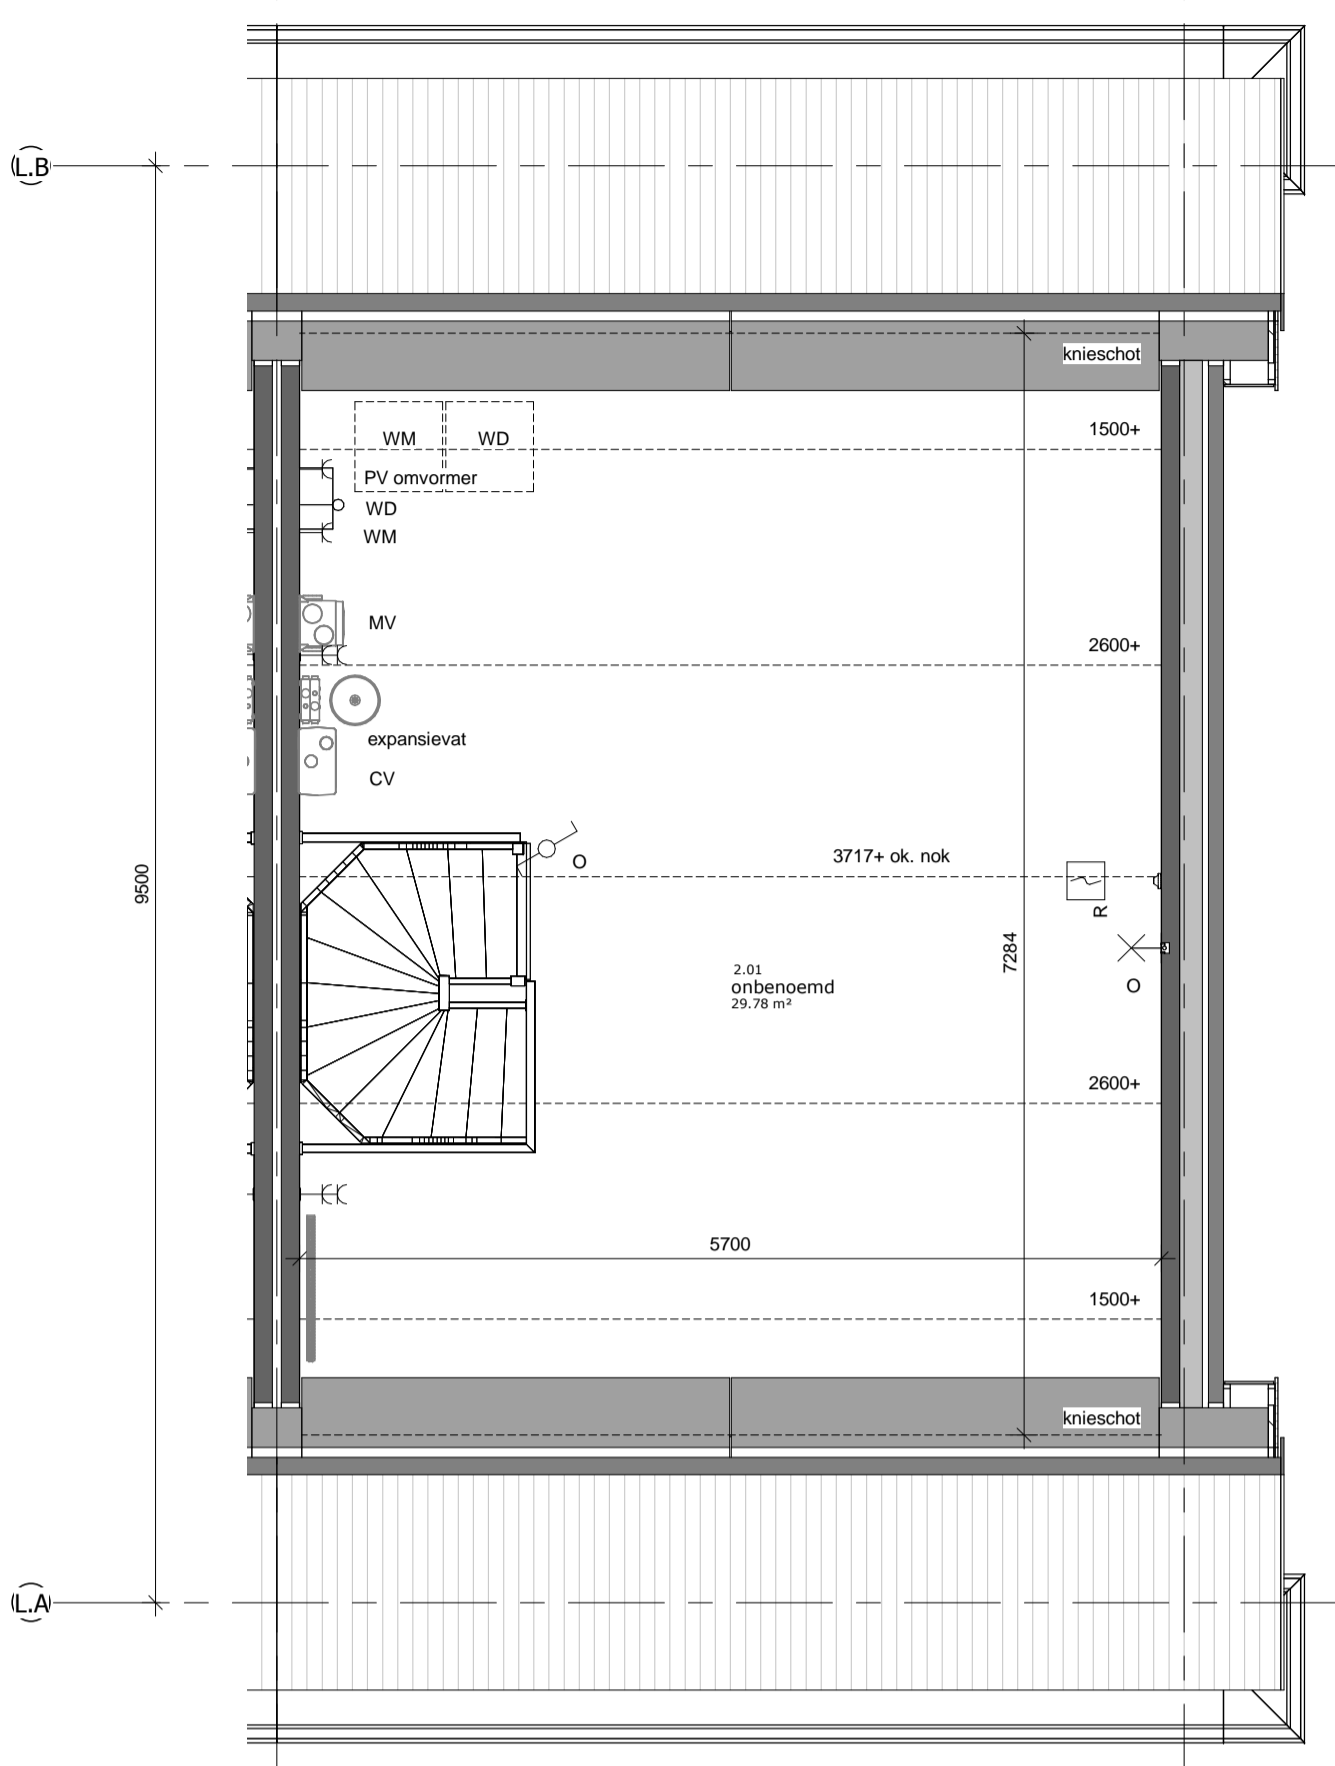 L.B
knieschot
1500+
WM WD
PV omvormer
WD
WM
MV
2600+
expansievat
CV
O
3717+ ok. nok
R
9500
7284
2.01
onbenoemd
29.78 m²
O
2600+
5700
1500+
knieschot
L.A